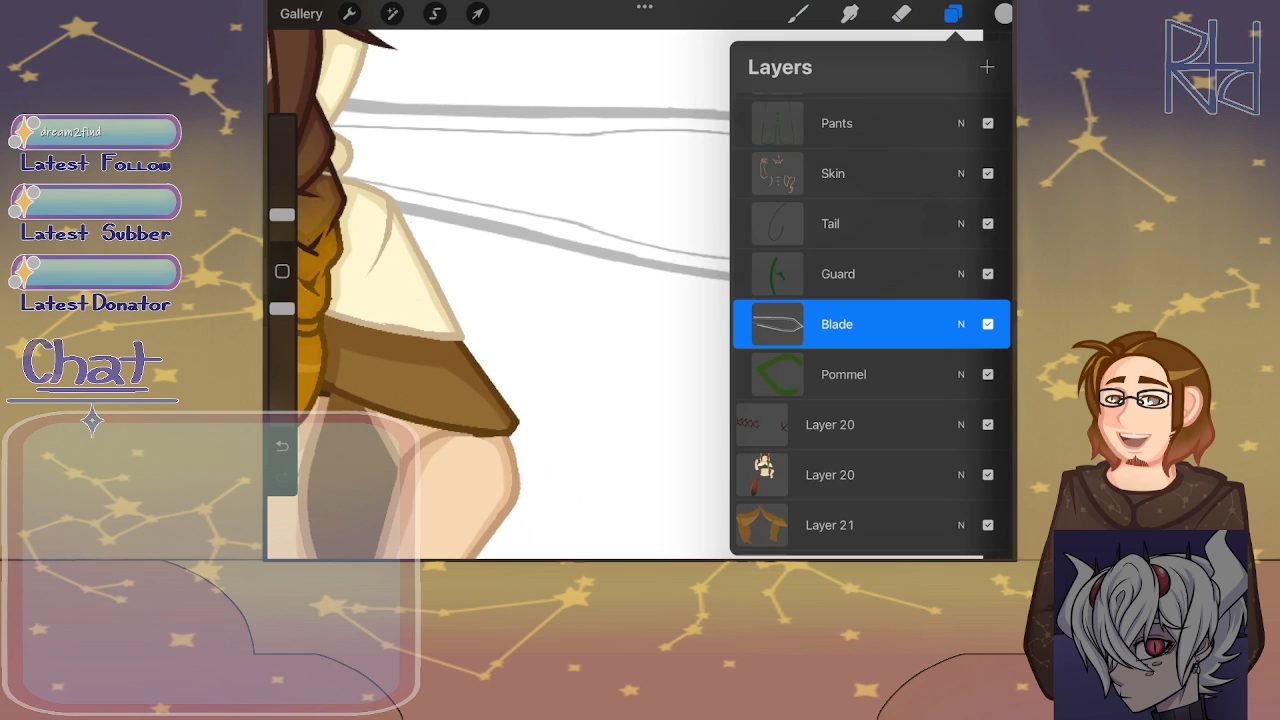 Gallery
Layers
Pants N
Skin N
Tail N
Guard N
Blade N
Pommel N
Layer 20 N
Layer 20 N
Layer 21 N
dream2find
Latest Follow
Latest Subber
Latest Donator
Chat